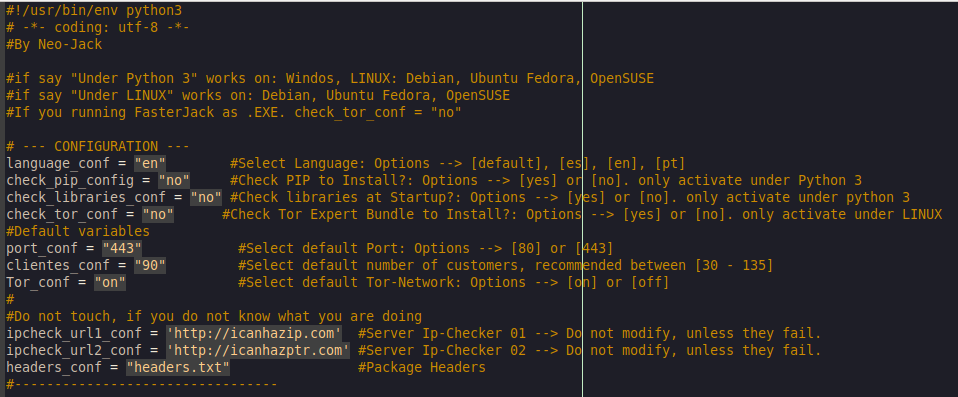 #!/usr/bin/env python3
# -*- coding: utf-8 -*-
#By Neo-Jack
#if say "Under Python 3" works on: Windos, LINUX: Debian, Ubuntu Fedora, OpenSUSE
#if say "Under LINUX" works on: Debian, Ubuntu Fedora, OpenSUSE
#If you running FasterJack as .EXE. check_tor_conf = "no"
# --- CONFIGURATION ---
language_conf = "en" #Select Language: Options --> [default], [es], [en], [pt]
check_pip_config = "no" #Check PIP to Install?: Options --> [yes] or [no]. only activate under Python 3
check_libraries_conf = "no" #Check libraries at Startup?: Options --> [yes] or [no]. only activate under python 3
check_tor_conf = "no" #Check Tor Expert Bundle to Install?: Options --> [yes] or [no]. only activate under LINUX
#Default variables
port_conf = "443" #Select default Port: Options --> [80] or [443]
clientes_conf = "90" #Select default number of customers, recommended between [30 - 135]
Tor_conf = "on" #Select default Tor-Network: Options --> [on] or [off]
#
#Do not touch, if you do not know what you are doing
ipcheck_url1_conf = 'http://icanhazip.com' #Server Ip-Checker 01 --> Do not modify, unless they fail.
ipcheck_url2_conf = 'http://icanhazptr.com' #Server Ip-Checker 02 --> Do not modify, unless they fail.
headers_conf = "headers.txt" #Package Headers
#---------------------------------